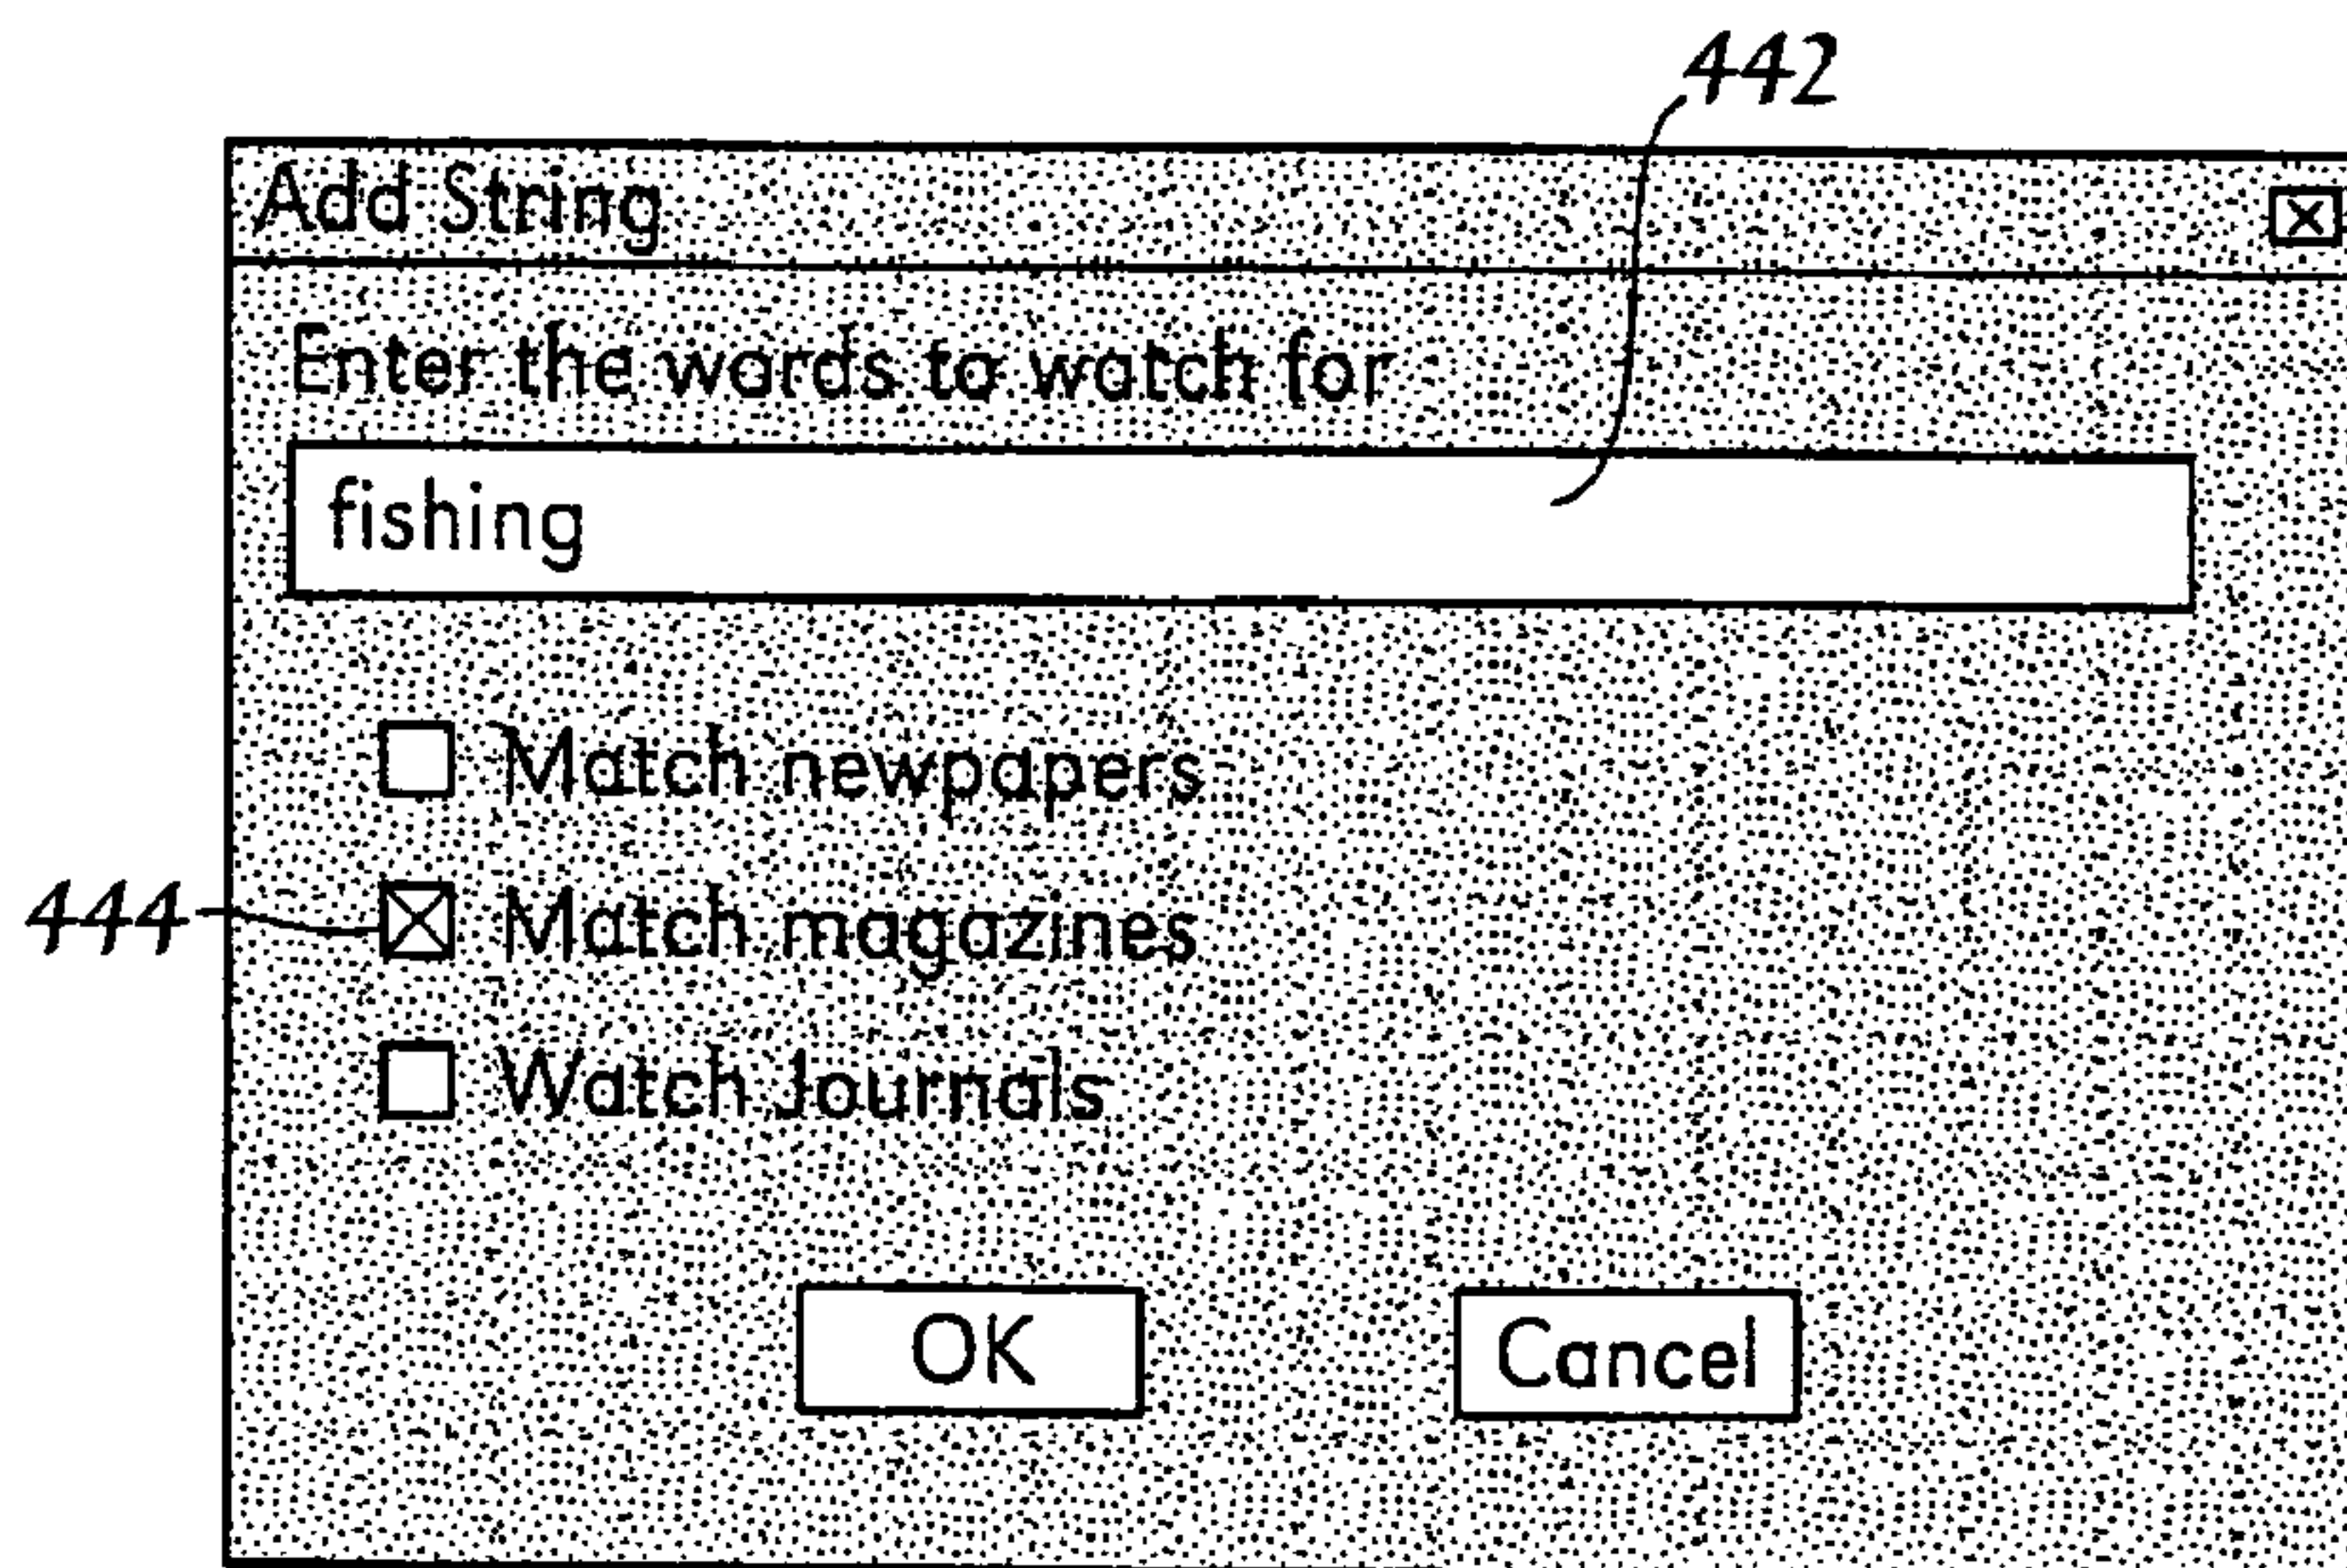 442
Add String
Enter the words to watch for
fishing
Match newpapers
444 Match magazines
Watch Journals
OK Cancel